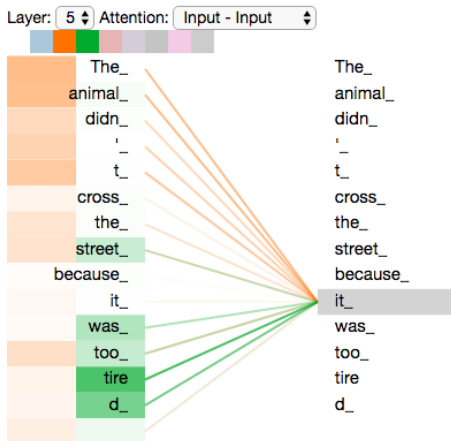 Layer: 5 Attention: Input - Input
The_ The_
animal_ animal_
didn_ didn_
'_ '_
t_ t_
cross_ cross_
the_ the_
street_ street_
because_ because_
it_ it_
was_ was_
too_ too_
tire tire
d_ d_